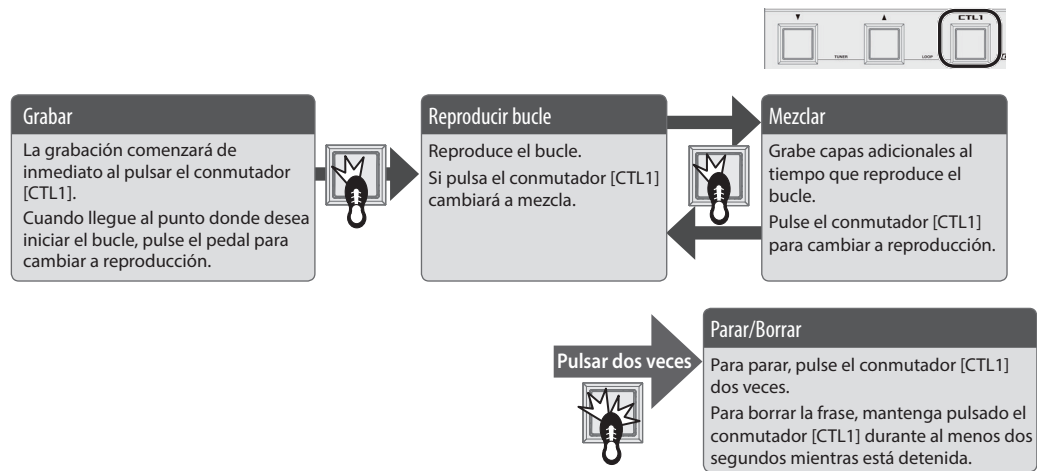 ▼
▲
CTL1
TUNER
LOOP
Grabar
La grabación comenzará de
inmediato al pulsar el conmutador
[CTL1].
Cuando llegue al punto donde desea
iniciar el bucle, pulse el pedal para
cambiar a reproducción.
Reproducir bucle
Reproduce el bucle.
Si pulsa el conmutador [CTL1]
cambiará a mezcla.
Mezclar
Grabe capas adicionales al
tiempo que reproduce el
bucle.
Pulse el conmutador [CTL1]
para cambiar a reproducción.
Pulsar dos veces
Parar/Borrar
Para parar, pulse el conmutador [CTL1]
dos veces.
Para borrar la frase, mantenga pulsado el
conmutador [CTL1] durante al menos dos
segundos mientras está detenida.